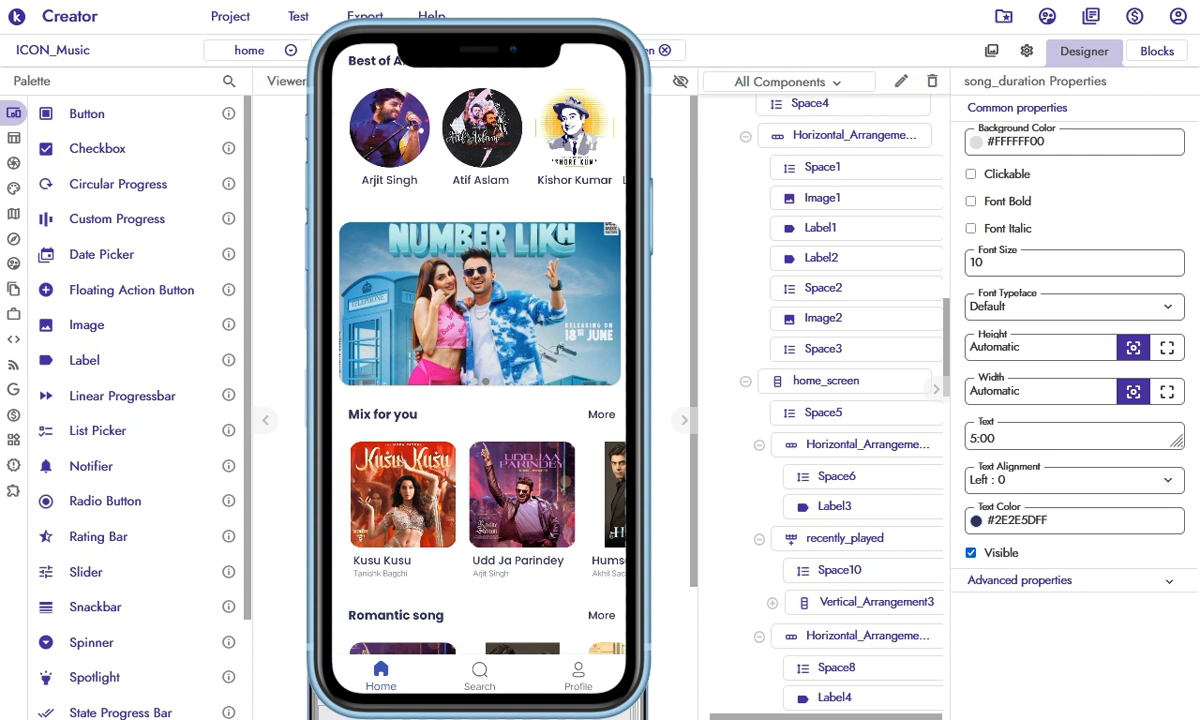 Creator
Project
Test
Export
Help
ICON_Music
home
en
Designer
Blocks
Palette
Viewer
All Components
song_duration Properties
Button
Checkbox
Circular Progress
Custom Progress
Date Picker
Floating Action Button
Image
Label
Linear Progressbar
List Picker
Notifier
Radio Button
Rating Bar
Slider
Snackbar
Spinner
Spotlight
State Progress Bar
Best of A
Arjit Singh
Atif Aslam
Kishor Kumar
NUMBER LIKH
RELEASING ON
18TH JUNE
Mix for you
More
KUSU KUSU
UDD JAA
PARINDEY
Kusu Kusu
Tanishk Bagchi
Udd Ja Parindey
Arjit Singh
Hums
Akhil Sac
Romantic song
More
Home
Search
Profile
Space4
Horizontal_Arrangeme...
Space1
Image1
Label1
Label2
Space2
Image2
Space3
home_screen
Space5
Horizontal_Arrangeme...
Space6
Label3
recently_played
Space10
Vertical_Arrangement3
Horizontal_Arrangeme...
Space8
Label4
Common properties
Background Color
#FFFFFF00
Clickable
Font Bold
Font Italic
Font Size
10
Font Typeface
Default
Height
Automatic
Width
Automatic
Text
5:00
Text Alignment
Left : 0
Text Color
#2E2E5DFF
Visible
Advanced properties